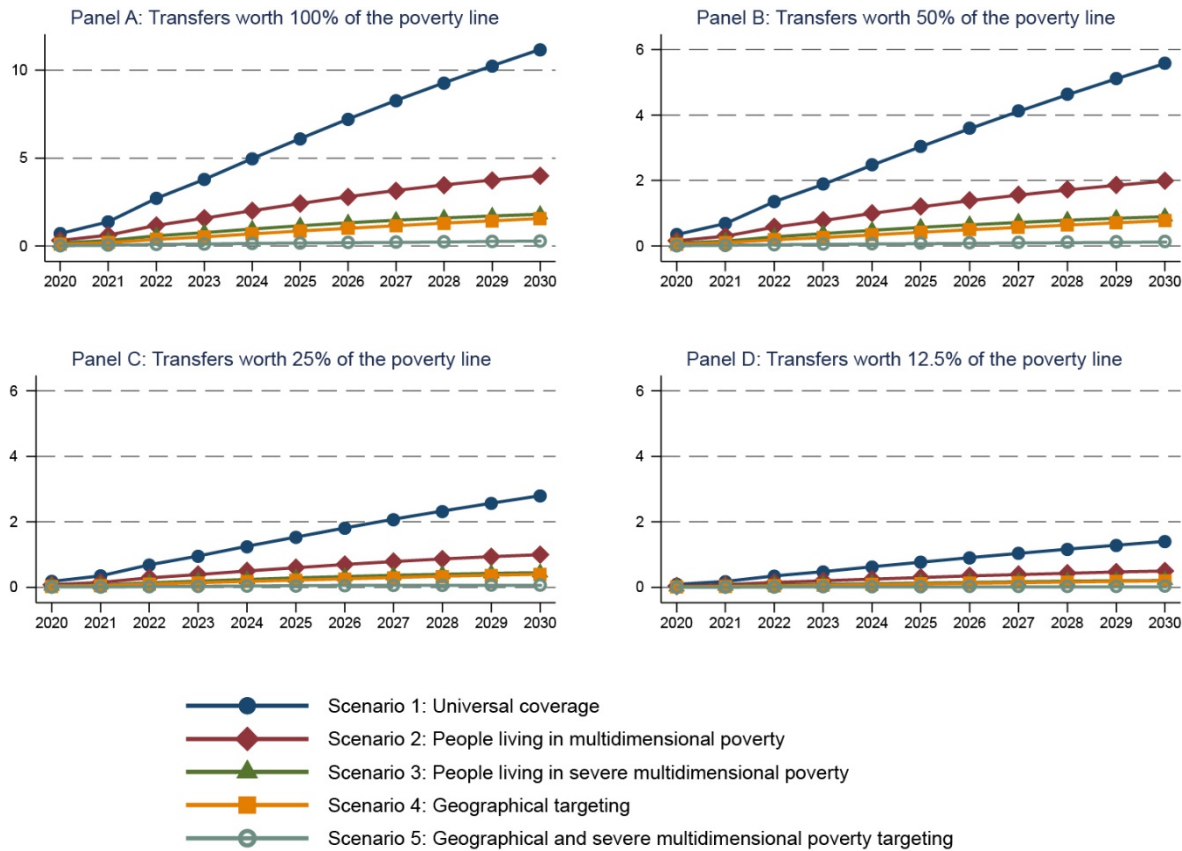 Panel A: Transfers worth 100% of the poverty line
10
5
0
2020 2021 2022 2023 2024 2025 2026 2027 2028 2029 2030
Panel B: Transfers worth 50% of the poverty line
6
4
2
0
2020 2021 2022 2023 2024 2025 2026 2027 2028 2029 2030
Panel C: Transfers worth 25% of the poverty line
6
4
2
0
2020 2021 2022 2023 2024 2025 2026 2027 2028 2029 2030
Panel D: Transfers worth 12.5% of the poverty line
6
4
2
0
2020 2021 2022 2023 2024 2025 2026 2027 2028 2029 2030
Scenario 1: Universal coverage
Scenario 2: People living in multidimensional poverty
Scenario 3: People living in severe multidimensional poverty
Scenario 4: Geographical targeting
Scenario 5: Geographical and severe multidimensional poverty targeting